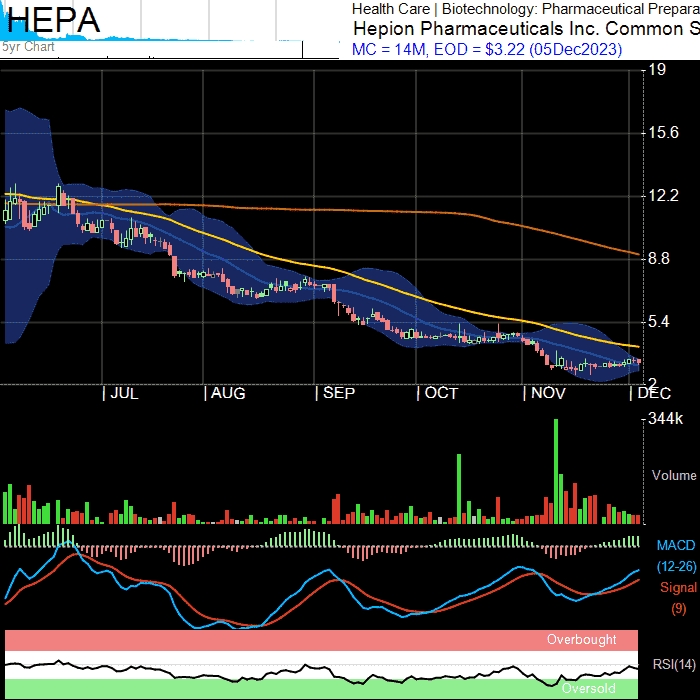 HEPA
5yr Chart
Health Care | Biotechnology: Pharmaceutical Prepara
Hepion Pharmaceuticals Inc. Common S
MC = 14M, EOD = $3.22 (05Dec2023)
19
15.6
12.2
8.8
5.4
2
JUL AUG SEP OCT NOV DEC
344k
Volume
MACD
(12-26)
Signal
(9)
Overbought
RSI(14)
Oversold